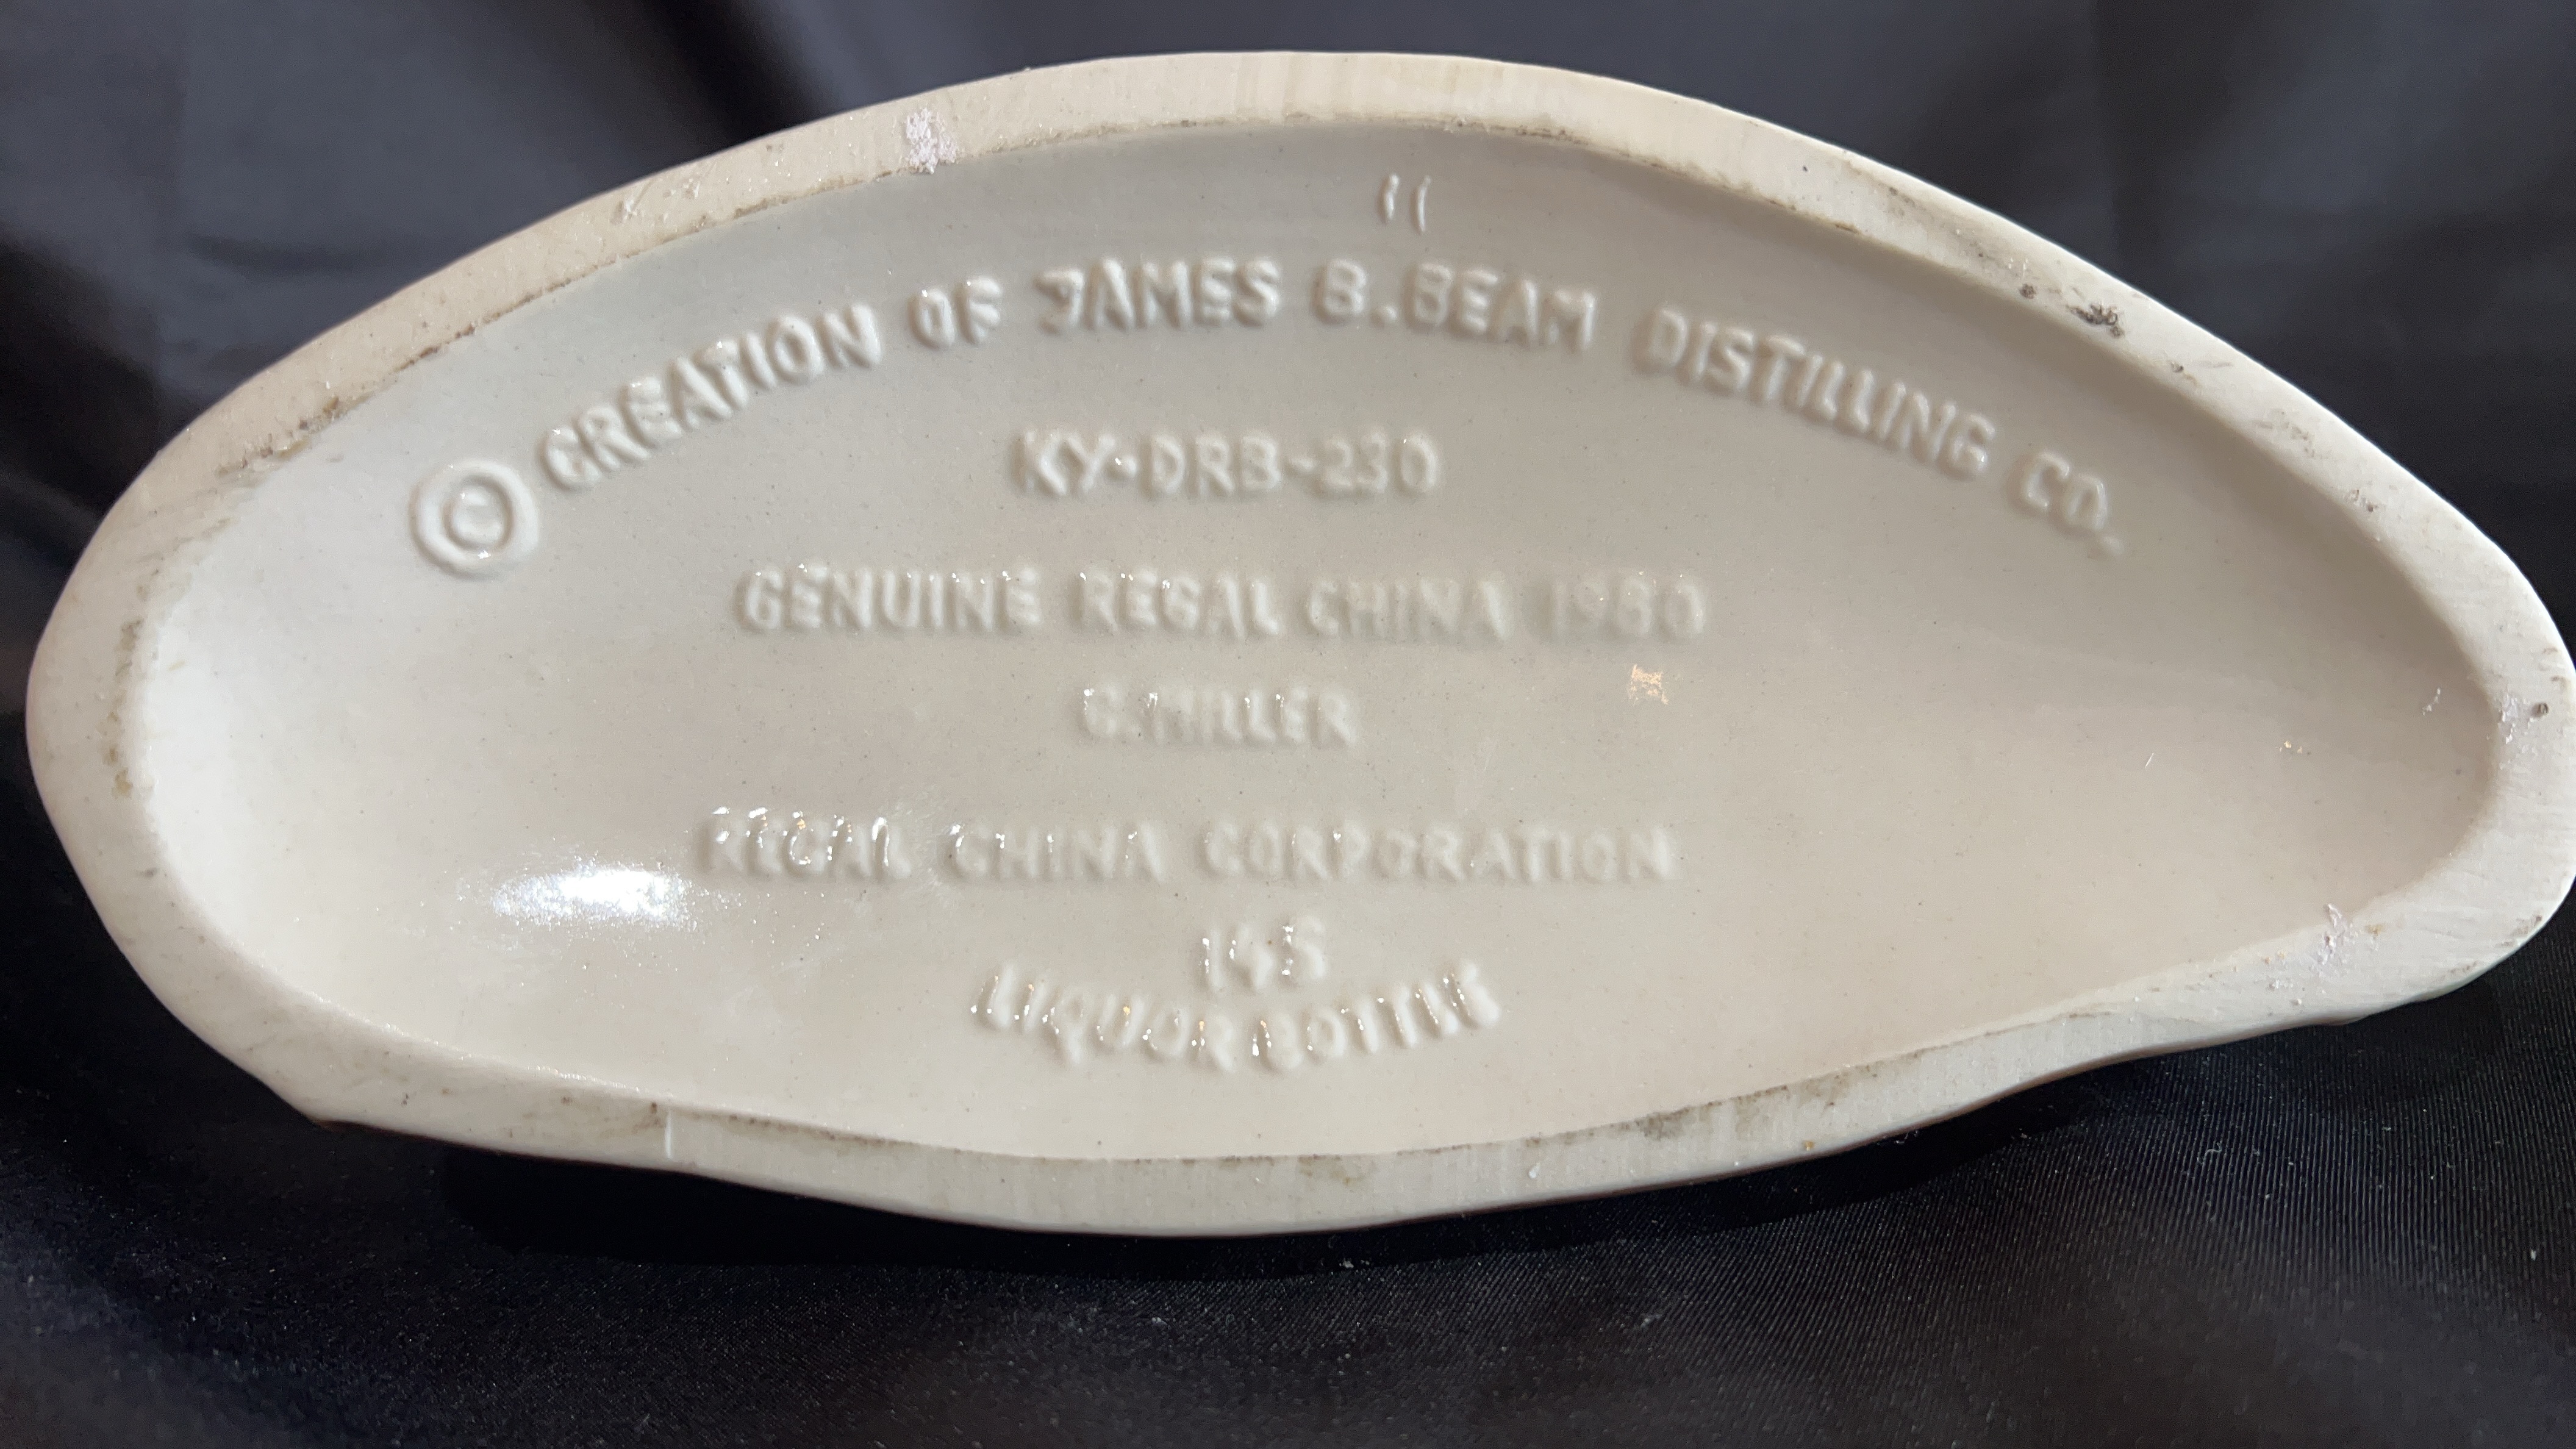 11
© CREATION OF JAMES B. BEAM DISTILLING CO.
KY-DRB-230
GENUINE REGAL CHINA 1980
C. MILLER
REGAL CHINA CORPORATION
145
LIQUOR BOTTLE